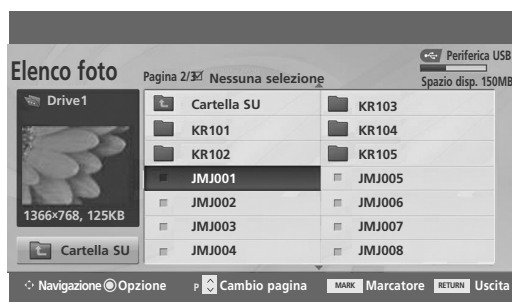 Periferica USB
Elenco foto
Pagina 2/3 Nessuna selezione
Spazio disp. 150MB
Drive1
Cartella SU
KR103
KR101
KR104
KR102
KR105
JMJ001
JMJ005
JMJ002
JMJ006
1366×768, 125KB
JMJ003
JMJ007
Cartella SU
JMJ004
JMJ008
Navigazione Opzione P Cambio pagina MARK Marcatore RETURN Uscita